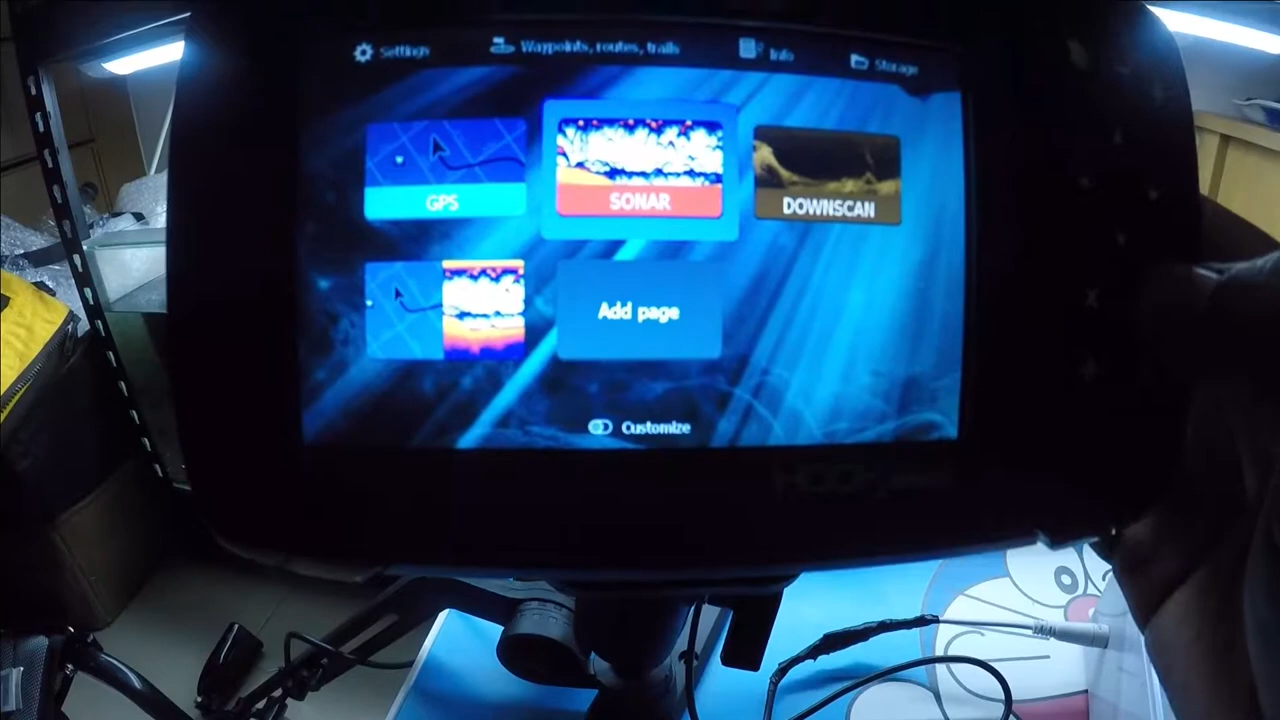 Settings
Waypoints, routes, trails
Info
Storage
GPS
SONAR
DOWNSCAN
Add page
Customize